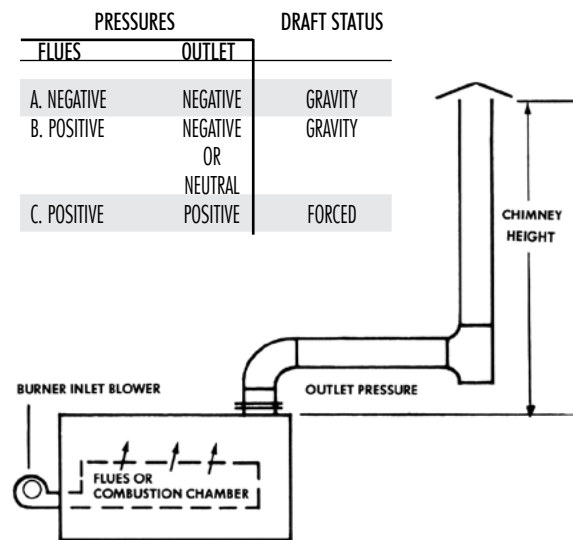 PRESSURES DRAFT STATUS
FLUES OUTLET
A. NEGATIVE NEGATIVE GRAVITY
B. POSITIVE NEGATIVE GRAVITY
OR
NEUTRAL
C. POSITIVE POSITIVE FORCED
CHIMNEY
HEIGHT
BURNER INLET BLOWER
OUTLET PRESSURE
FLUES OR
COMBUSTION CHAMBER